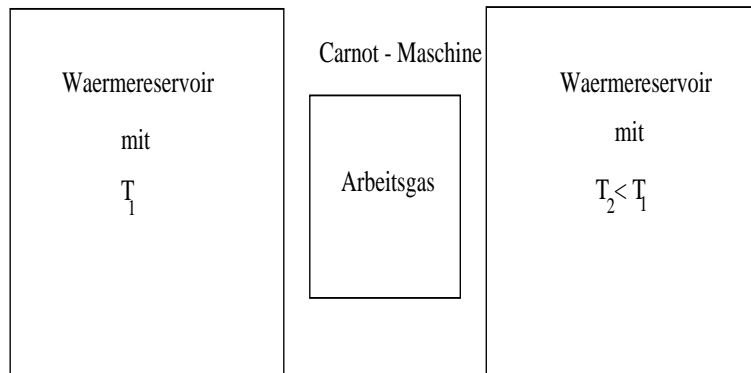 Carnot - Maschine
Waermereservoir
mit
T₁
Arbeitsgas
Waermereservoir
mit
T₂< T₁